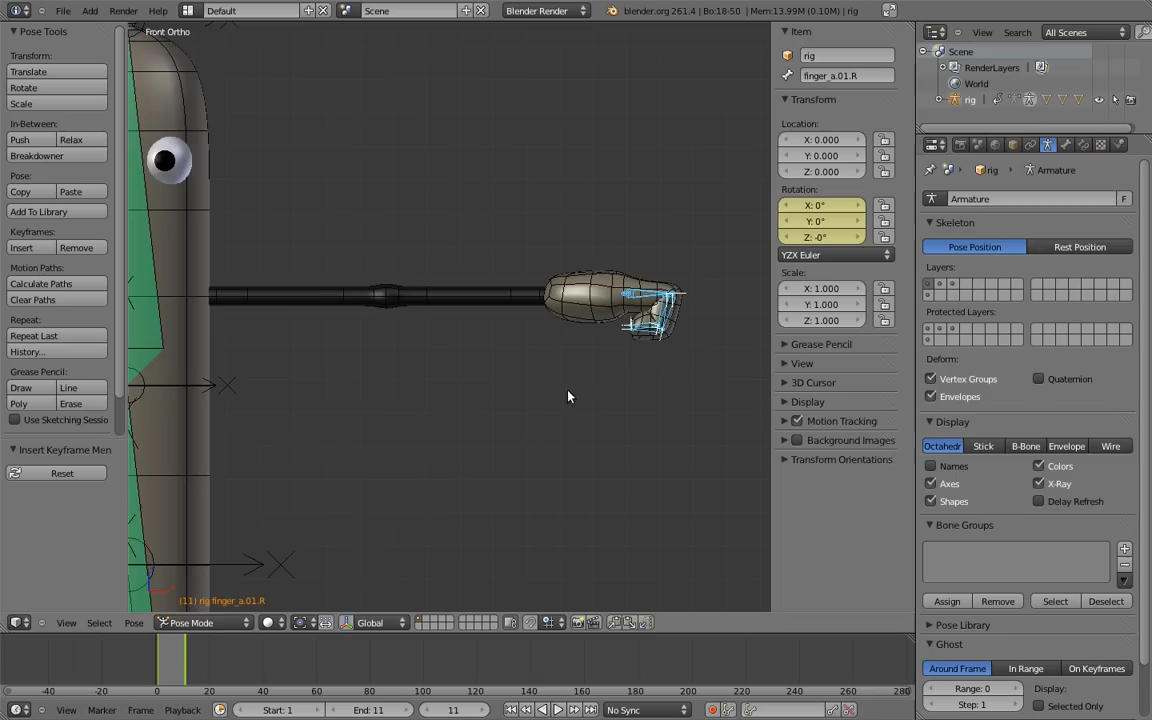 File Add Render Help Default Scene Blender Render blender.org 261.4 | Bo:18-50 | Mem:13.99M (0.10M) | rig
Pose Tools
Transform:
Translate
Rotate
Scale
In-Between:
Push Relax
Breakdowner
Pose:
Copy Paste
Add To Library
Keyframes:
Insert Remove
Motion Paths:
Calculate Paths
Clear Paths
Repeat:
Repeat Last
History...
Grease Pencil:
Draw Line
Poly Erase
Use Sketching Sessio
Insert Keyframe Men
Reset
Front Ortho
(11) rig finger_a.01.R
View Select Pose Pose Mode Global
Item
rig
finger_a.01.R
Transform
Location:
X: 0.000
Y: 0.000
Z: 0.000
Rotation:
X: 0°
Y: 0°
Z: -0°
YZX Euler
Scale:
X: 1.000
Y: 1.000
Z: 1.000
Grease Pencil
View
3D Cursor
Display
Motion Tracking
Background Images
Transform Orientations
View Search All Scenes
Scene
RenderLayers
World
rig
rig Armature
Armature F
Skeleton
Pose Position Rest Position
Layers:
Protected Layers:
Deform:
Vertex Groups Quaternion
Envelopes
Display
Octahedr Stick B-Bone Envelope Wire
Names Colors
Axes X-Ray
Shapes Delay Refresh
Bone Groups
Assign Remove Select Deselect
Pose Library
Ghost
Around Frame In Range On Keyframes
Range: 0 Display:
Step: 1 Selected Only
-40 -20 0 20 40 60 80 100 120 140 160 180 200 220 240 260 280
View Marker Frame Playback Start: 1 End: 11 11 No Sync